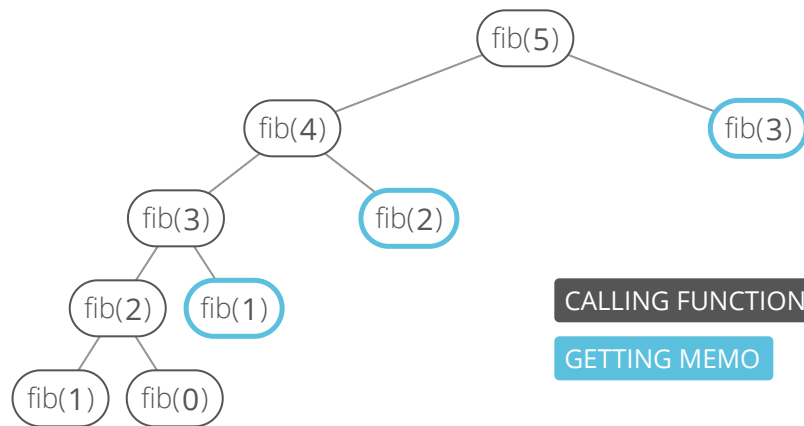 fib(5)
fib(4)
fib(3)
fib(3)
fib(2)
fib(2)
fib(1)
CALLING FUNCTION
GETTING MEMO
fib(1)
fib(0)